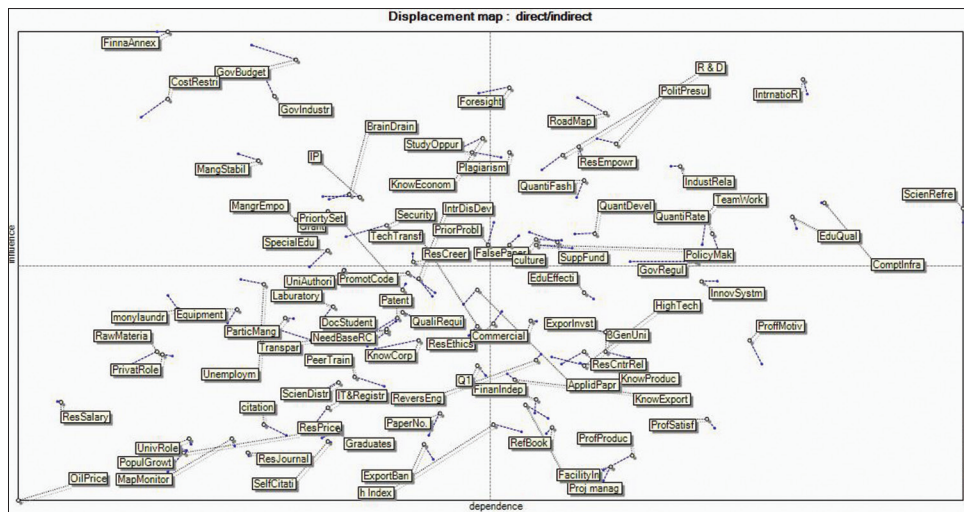 Displacement map : direct/indirect
FinnaAnnex
R & D
GovBudget
CostRestri
PolitPresu
IntrnatioR
Foresight
GovIndustr
RoadMap
BrainDrain
StudyOppur
IP
MangStabil
Plagiarism
ResEmpowr
KnowEconom
QuantiFash
IndustRela
ScienRefre
TeamWork
MangrEmpo
IntrDisDev
QuantDevel
PriortySet
Security
QuantiRate
PriorProbl
TechTransf
EduQual
SpecialEdu
ResCreer
FalsePaper
culture
SuppFund
PolicyMak
influence
ComptInfra
GovRegul
UniAuthori
PromotCode
EduEffecti
InnovSystm
Laburatory
Patent
HighTech
monylaundr
Equipment
DocStudent
QualiRequi
ExporInvst
ProffMotiv
RawMateria
ParticMang
NeedBaseRC
Commercial
BGenUni
Transpar
ResEthics
PrivatRole
PeerTrain
KnowCorp
ResCntrRel
Unemploym
Q1
KnowProduc
ScienDistr
IT&Registr
ReversEng
FinanIndep
ApplidPapr
KnowExport
ResSalary
citation
PaperNo.
ProfSatisf
ResPrice
UnivRole
Graduates
RefBook
ProfProduc
PopulGrowt
ResJournal
OilPrice
MapMonitor
SelfCitati
ExportBan
FacilityIn
h Index
Proj manag
dependence